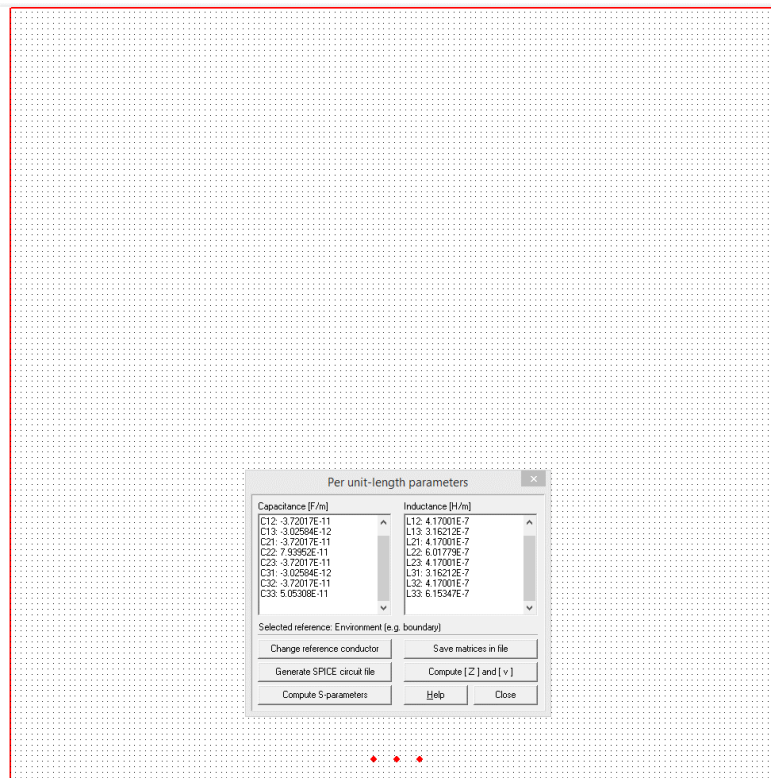 Per unit-length parameters
Capacitance [F/m]
Inductance [H/m]
C12: -3.72017E-11
C13: -3.02584E-12
C21: -3.72017E-11
C22: 7.93952E-11
C23: -3.72017E-11
C31: -3.02584E-12
C32: -3.72017E-11
C33: 5.05308E-11
L12: 4.17001E-7
L13: 3.16212E-7
L21: 4.17001E-7
L22: 6.01779E-7
L23: 4.17001E-7
L31: 3.16212E-7
L32: 4.17001E-7
L33: 6.15347E-7
Selected reference: Environment (e.g. boundary)
Change reference conductor
Save matrices in file
Generate SPICE circuit file
Compute [ Z ] and [ v ]
Compute S-parameters
Help
Close